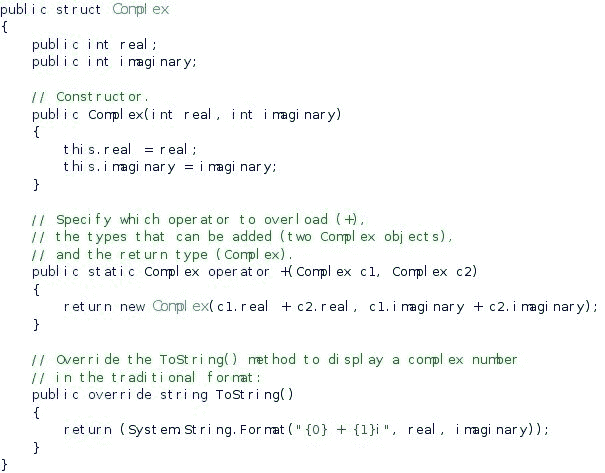 public struct Complex
{
public int real;
public int imaginary;
// Constructor.
public Complex(int real, int imaginary)
{
this.real = real;
this.imaginary = imaginary;
}
// Specify which operator to overload (+),
// the types that can be added (two Complex objects),
// and the return type (Complex).
public static Complex operator +(Complex c1, Complex c2)
{
return new Complex(c1.real + c2.real, c1.imaginary + c2.imaginary);
}
// Override the ToString() method to display a complex number
// in the traditional format:
public override string ToString()
{
return (System.String.Format("{0} + {1}i", real, imaginary));
}
}